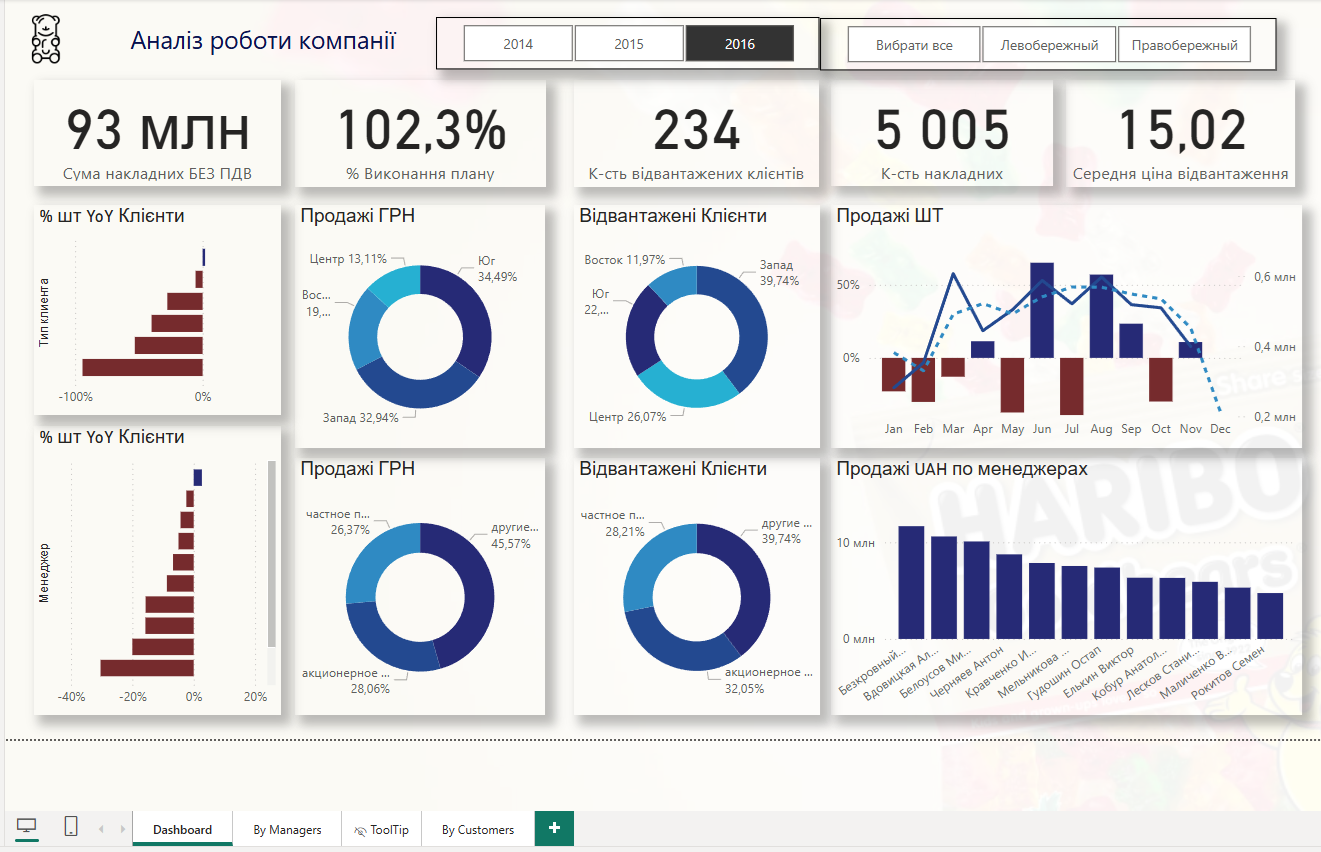 Аналіз роботи компанії
2014
2015
2016
Вибрати все
Левобережный
Правобережный
93 млн
Сума накладних БЕЗ ПДВ
102,3%
% Виконання плану
234
К-сть відвантажених клієнтів
5 005
К-сть накладних
15,02
Середня ціна відвантаження
% шт YoY Клієнти
Тип клиента
-100%
0%
Продажі ГРН
Центр 13,11%
Юг
34,49%
Вос...
19,...
Запад 32,94%
Відвантажені Клієнти
Восток 11,97%
Запад
39,74%
Юг
22,...
Центр 26,07%
Продажі ШТ
50%
0%
0,6 млн
0,4 млн
0,2 млн
Jan
Feb
Mar
Apr
May
Jun
Jul
Aug
Sep
Oct
Nov
Dec
% шт YoY Клієнти
Менеджер
-40%
-20%
0%
20%
Продажі ГРН
частное п...
26,37%
другие...
45,57%
акционерное ...
28,06%
Відвантажені Клієнти
частное п...
28,21%
другие ...
39,74%
акционерное ...
32,05%
Продажі UAH по менеджерах
10 млн
0 млн
Безкровный...
Вдовицкая Ал...
Белоусов Ми...
Черняев Антон
Кравченко И...
Мельникова ...
Гудошин Остап
Елькин Виктор
Кобур Анатол...
Лесков Стани...
Маличенко В...
Рокитов Семен
HARIBO
Dashboard
By Managers
ToolTip
By Customers